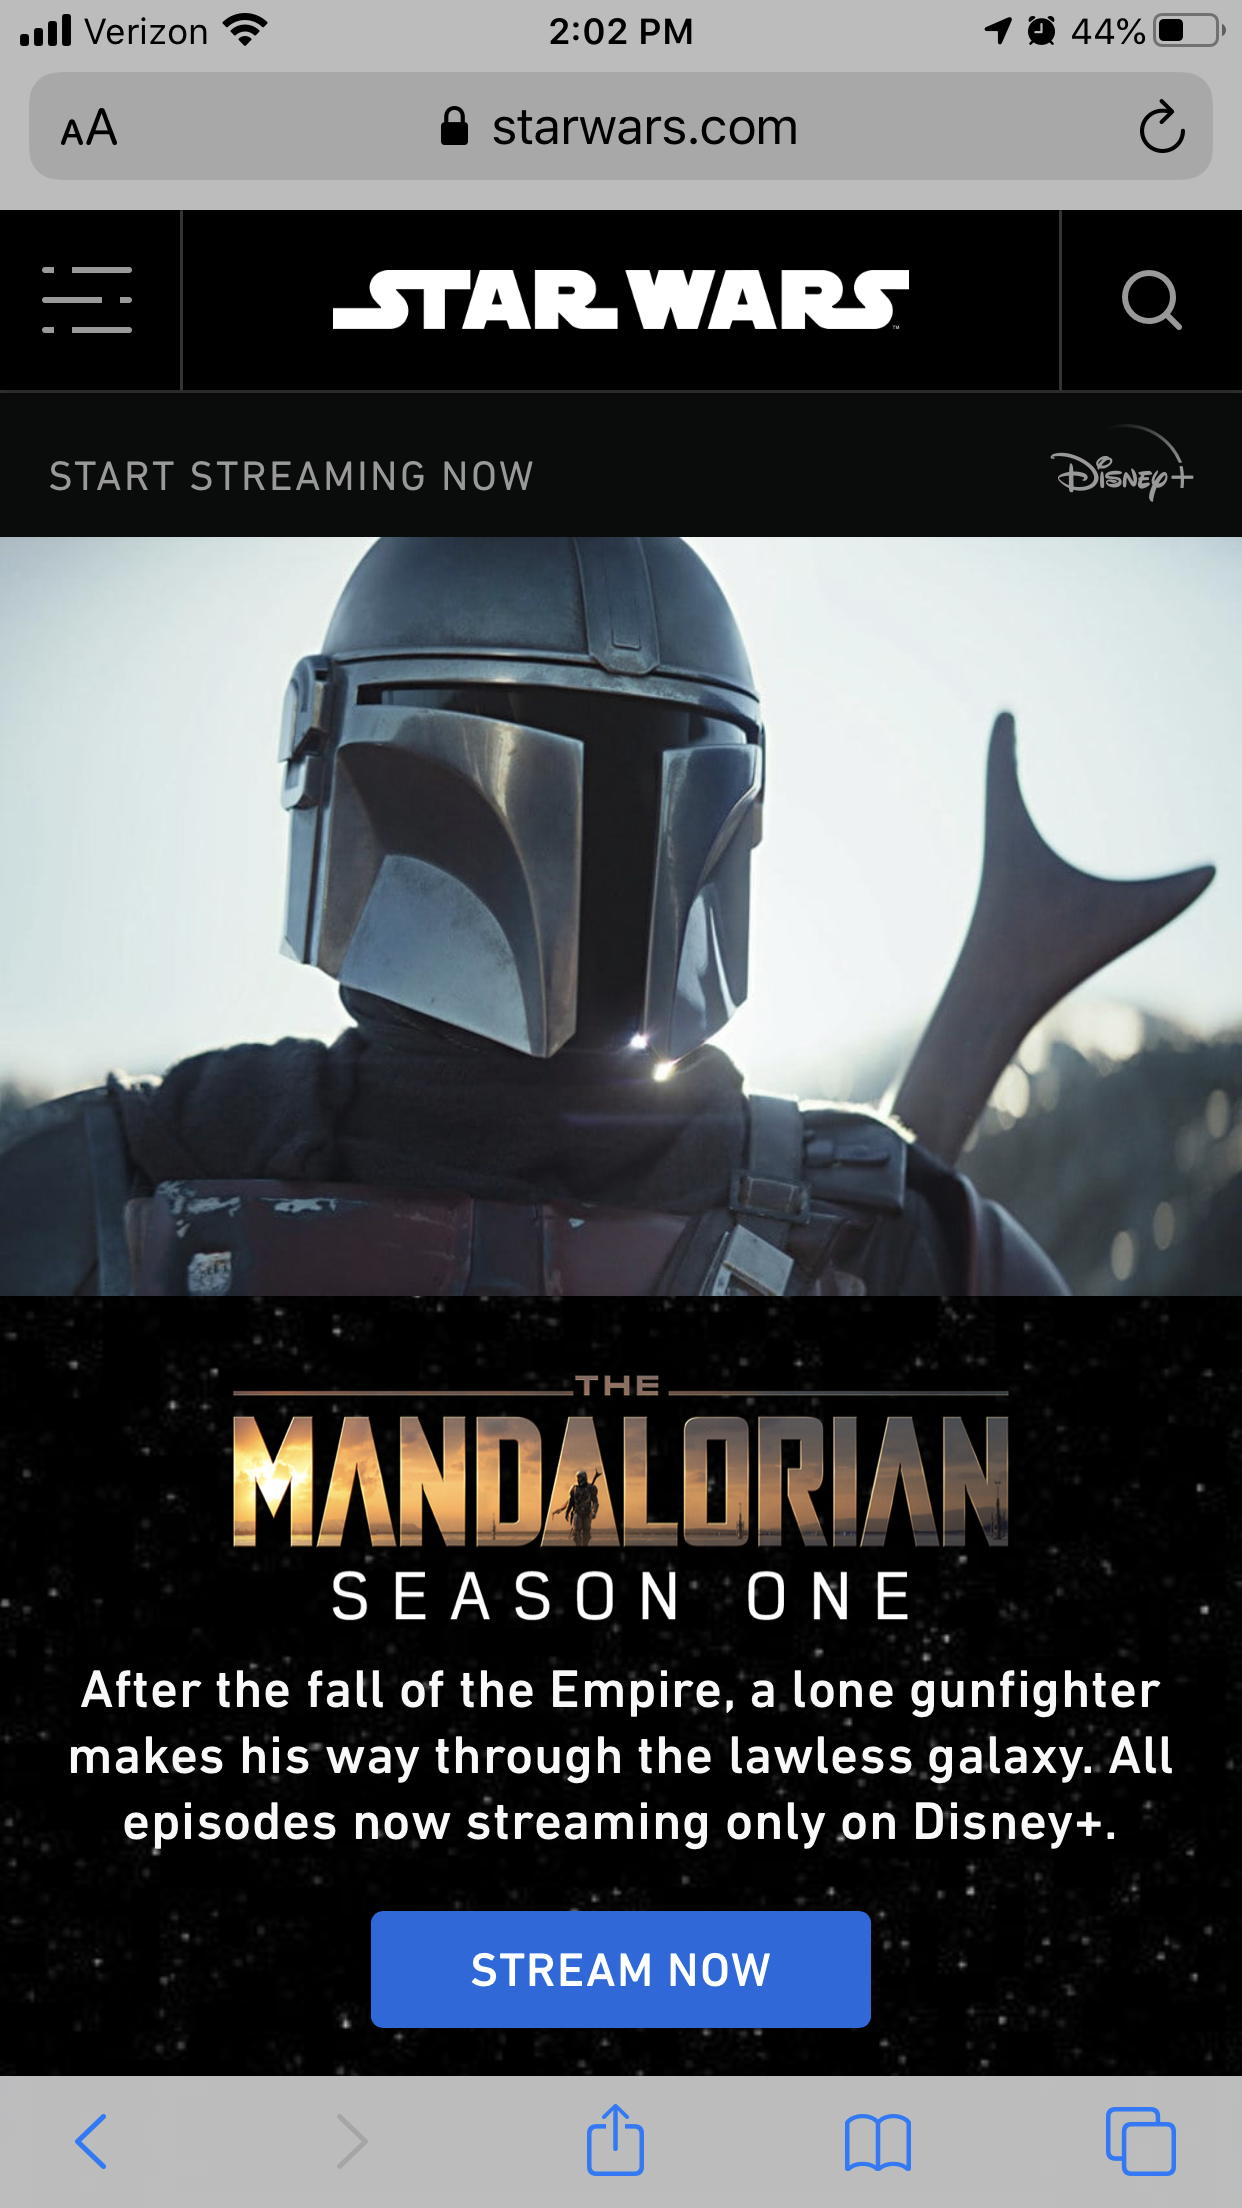 Verizon 2:02 PM 44%
AA starwars.com
STAR WARS™
START STREAMING NOW Disney+
THE
MANDALORIAN
SEASON ONE
After the fall of the Empire, a lone gunfighter
makes his way through the lawless galaxy. All
episodes now streaming only on Disney+.
STREAM NOW